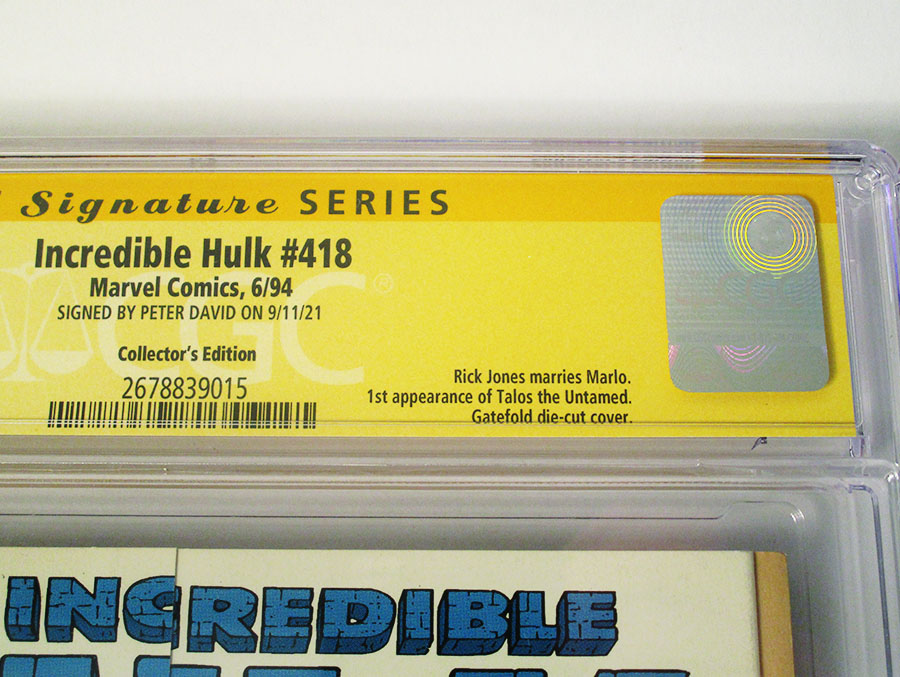 Signature SERIES
Incredible Hulk #418
Marvel Comics, 6/94
SIGNED BY PETER DAVID ON 9/11/21
CGC®
Collector's Edition
2678839015
Rick Jones marries Marlo.
1st appearance of Talos the Untamed.
Gatefold die-cut cover.
INCREDIBLE